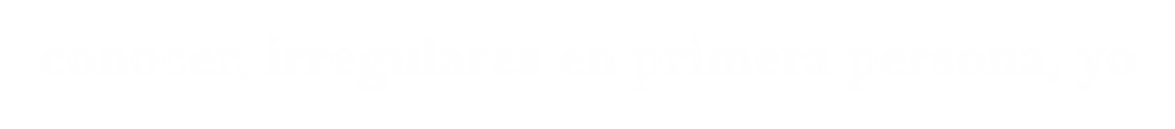 conocer, irregulares en primera persona, yo